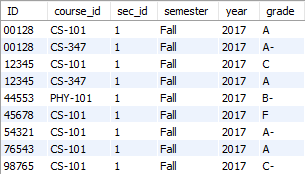 ID course_id sec_id semester year grade
00128 CS-101 1 Fall 2017 A
00128 CS-347 1 Fall 2017 A-
12345 CS-101 1 Fall 2017 C
12345 CS-347 1 Fall 2017 A
44553 PHY-101 1 Fall 2017 B-
45678 CS-101 1 Fall 2017 F
54321 CS-101 1 Fall 2017 A-
76543 CS-101 1 Fall 2017 A
98765 CS-101 1 Fall 2017 C-